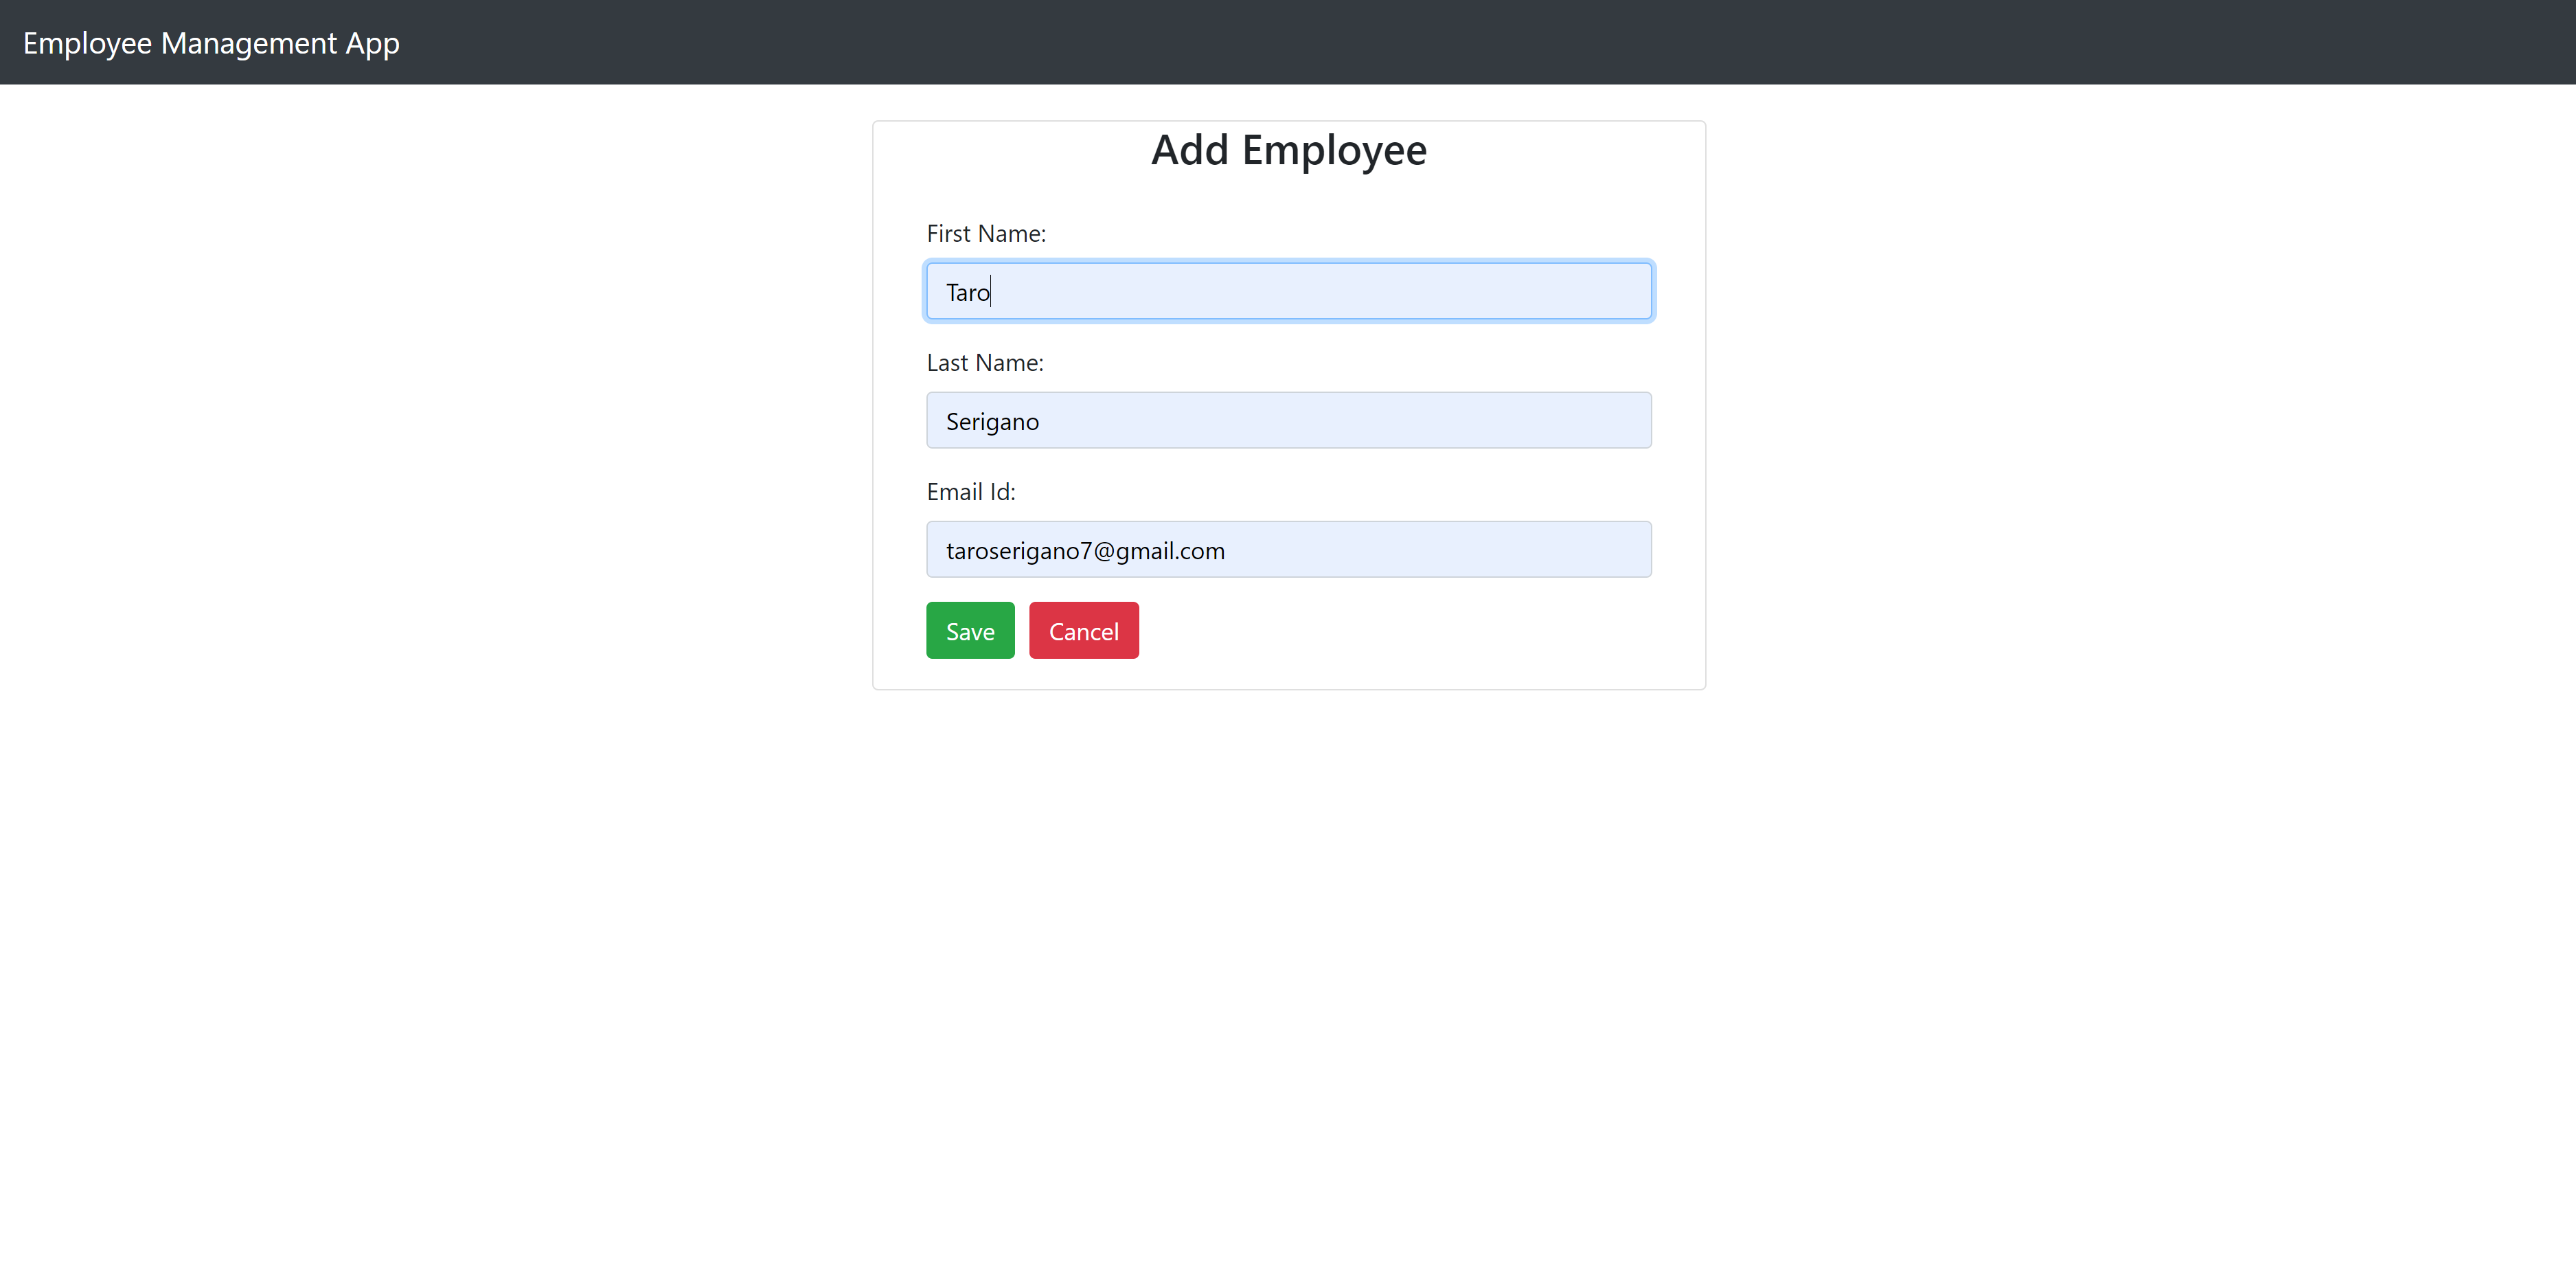 Employee Management App
Add Employee
First Name:
Taro
Last Name:
Serigano
Email Id:
taroserigano7@gmail.com
Save Cancel